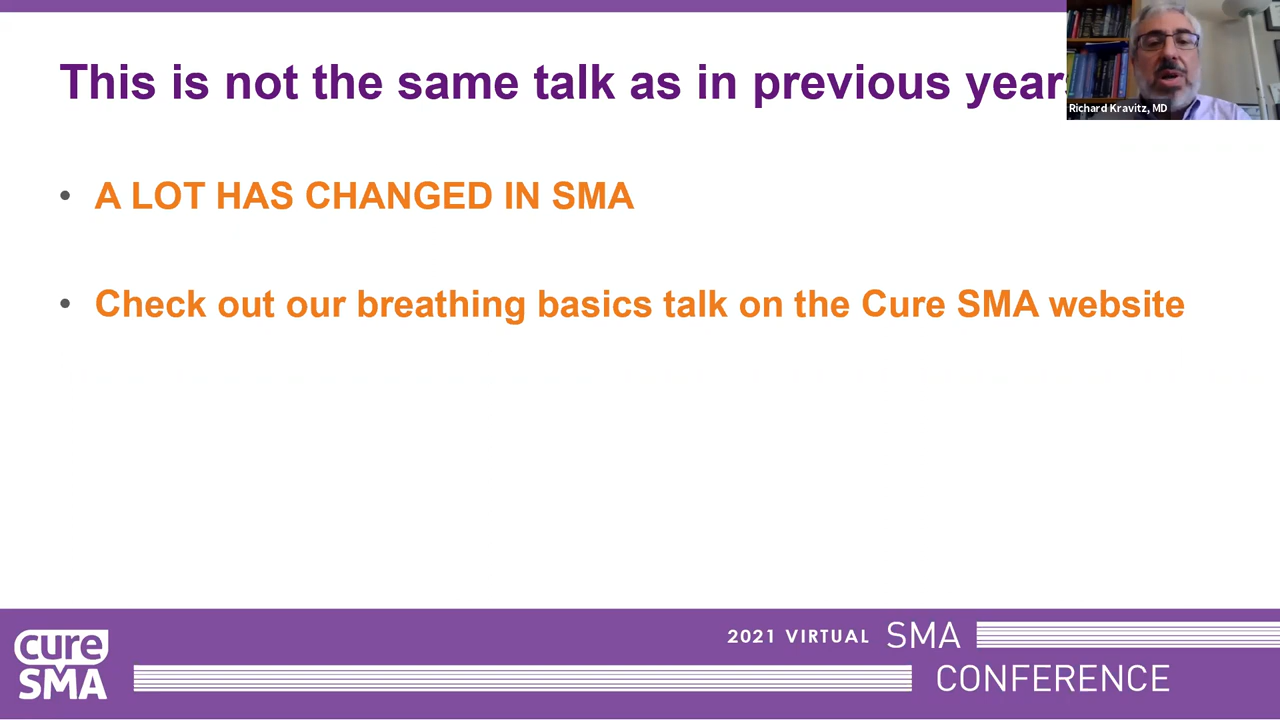 This is not the same talk as in previous years
Richard Kravitz, MD
• A LOT HAS CHANGED IN SMA
• Check out our breathing basics talk on the Cure SMA website
2021 VIRTUAL SMA
CONFERENCE
cure
SMA